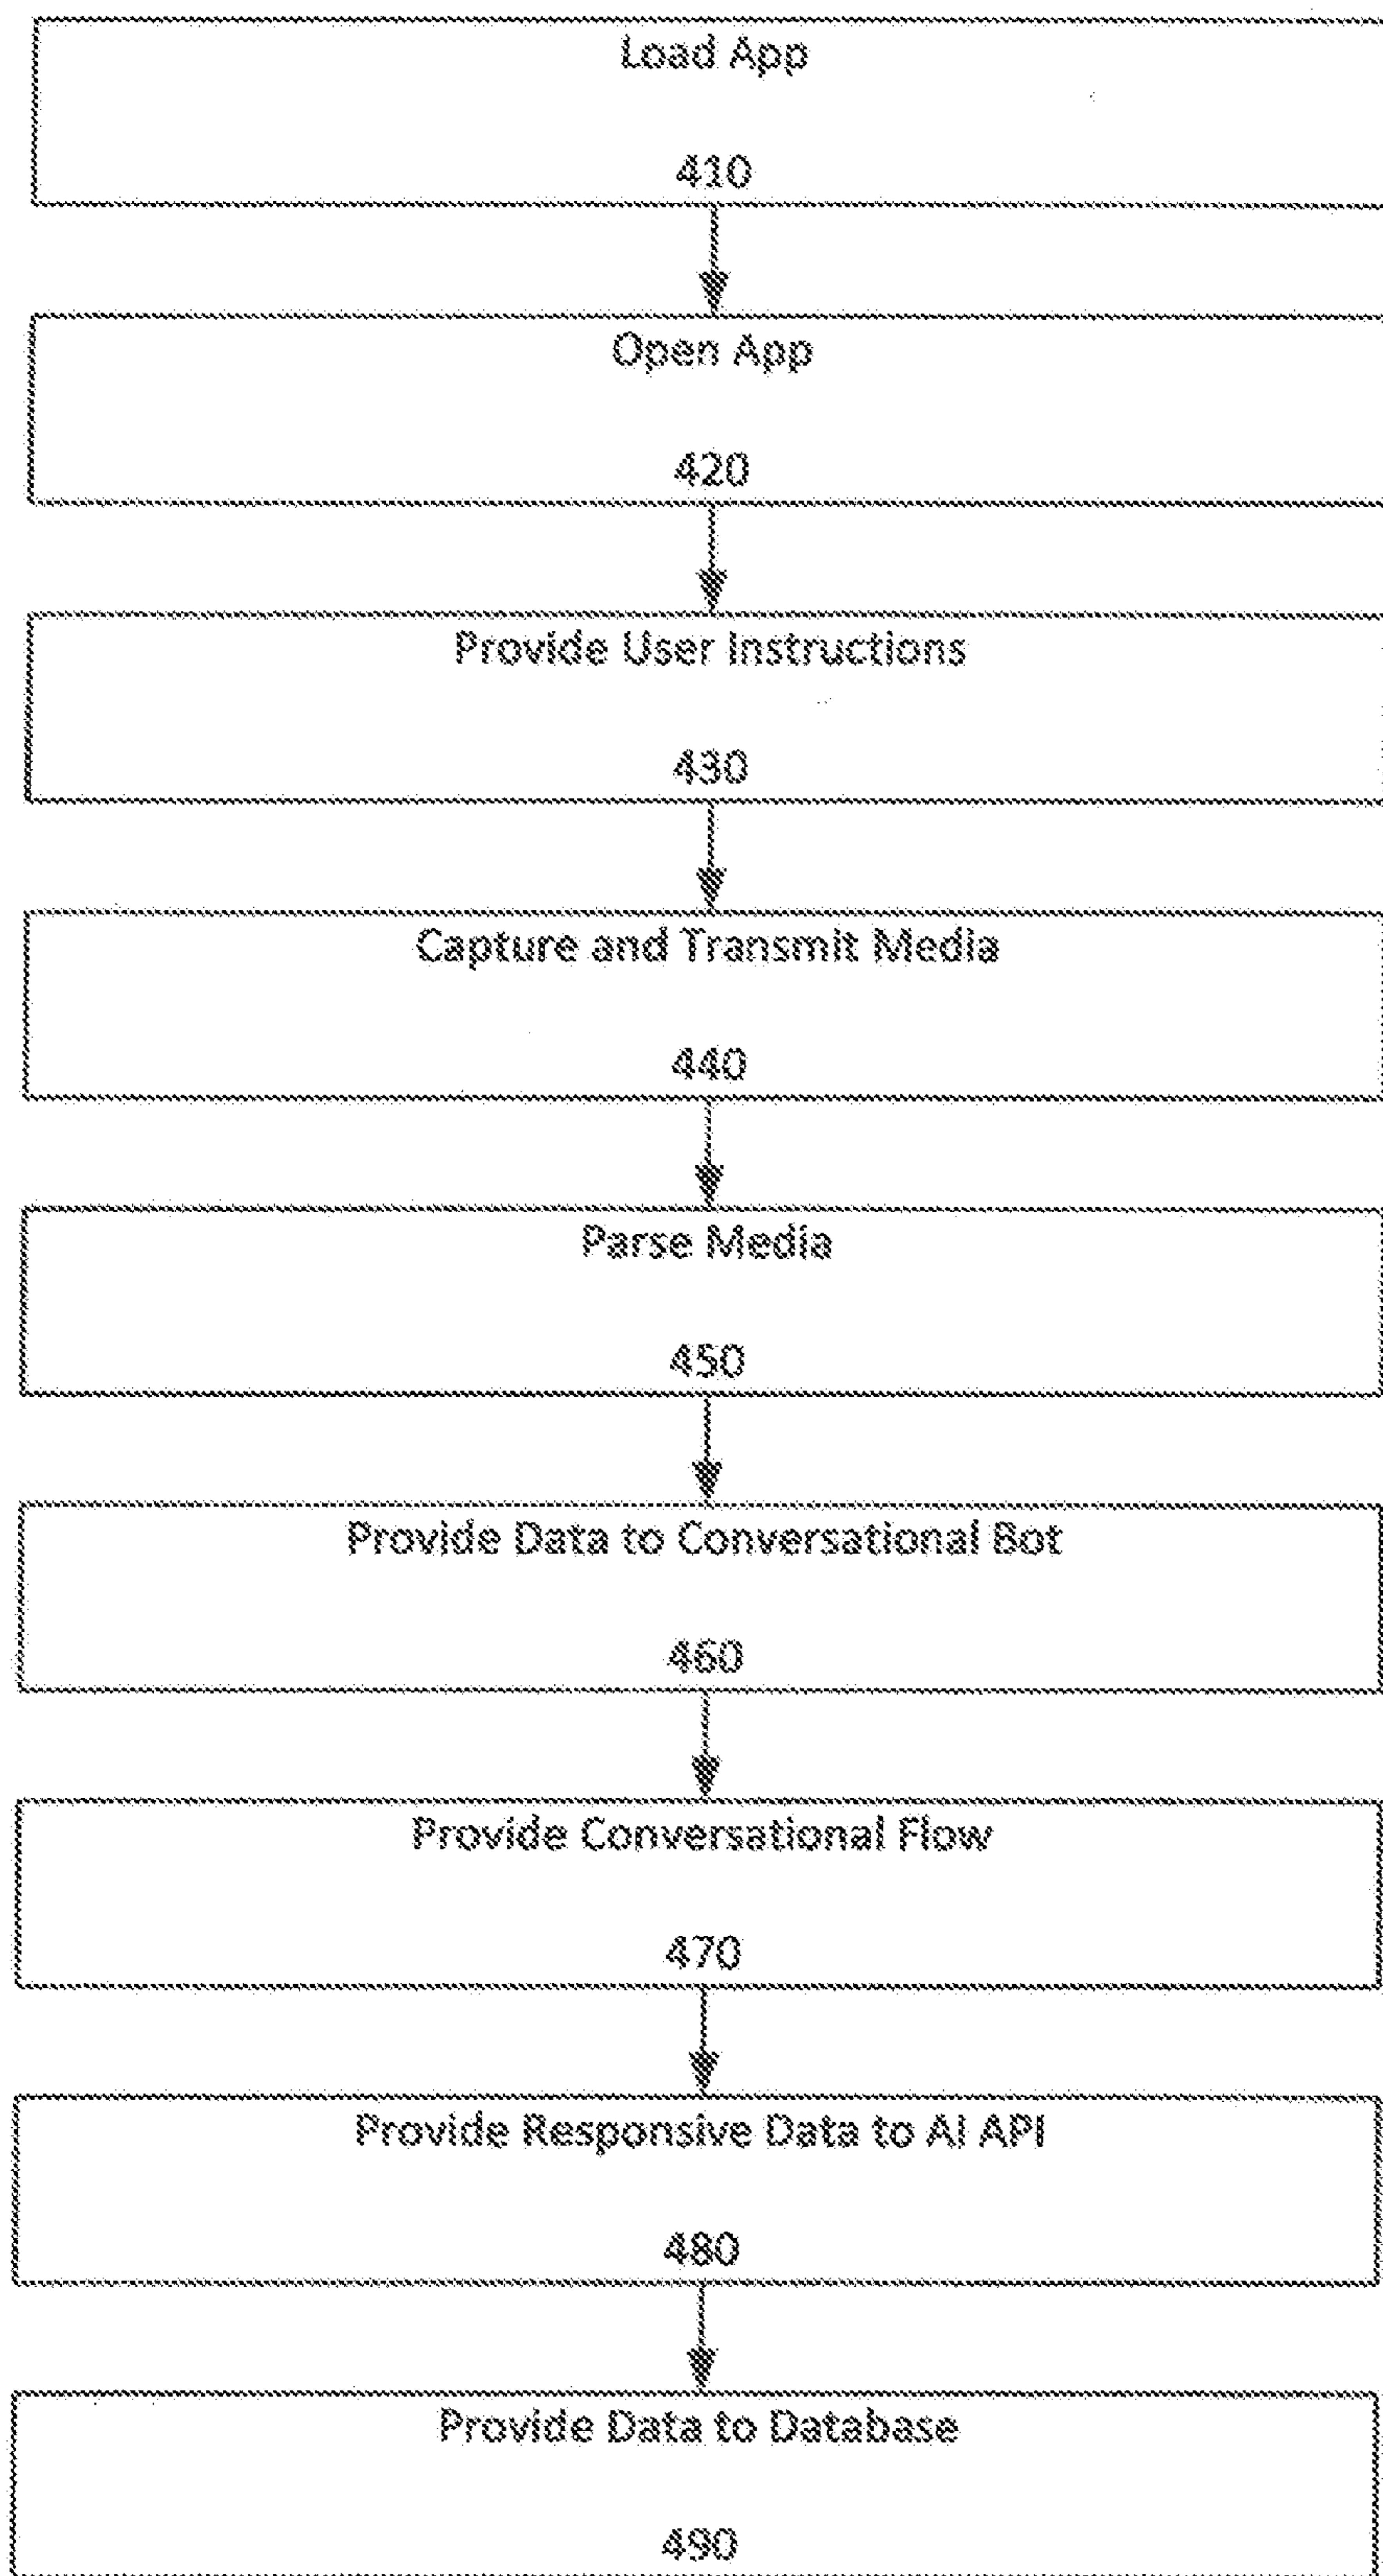 Load App
410
Open App
420
Provide User Instructions
430
Capture and Transmit Media
440
Parse Media
450
Provide Data to Conversational Bot
460
Provide Conversational Flow
470
Provide Responsive Data to AI API
480
Provide Data to Database
490